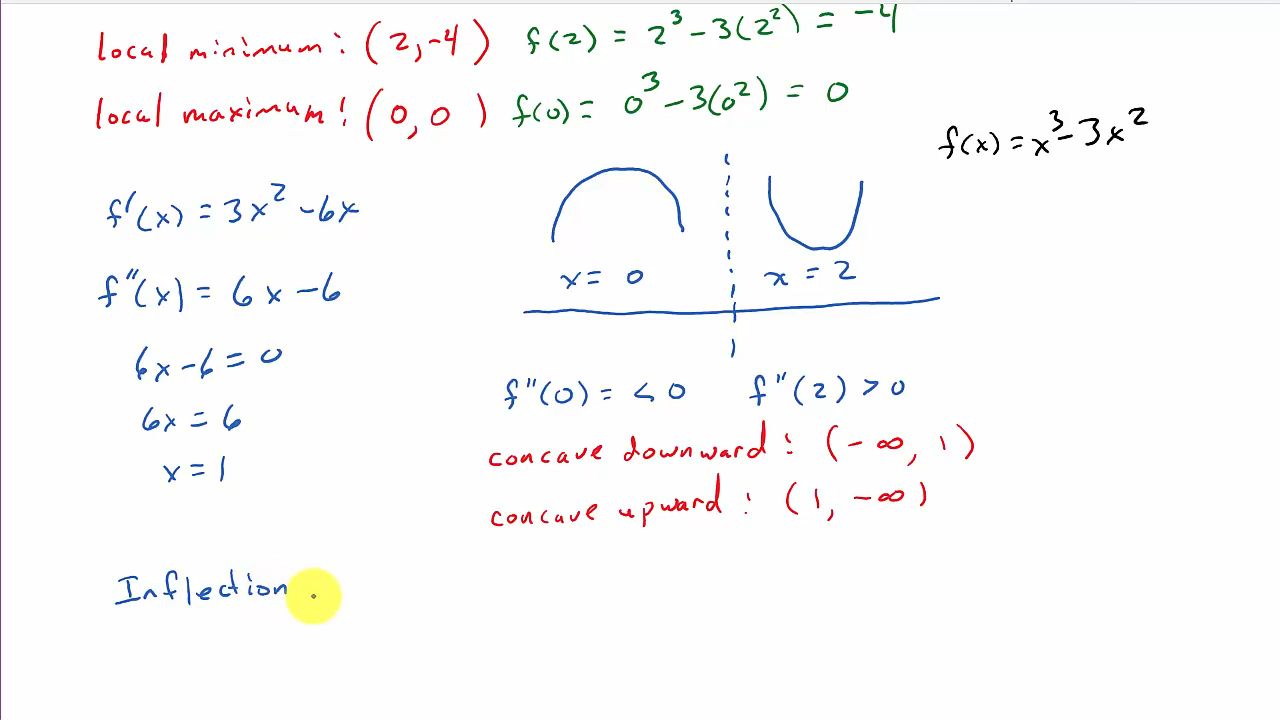 local minimum: (2, -4) f(2) = 2³ - 3(2²) = -4
local maximum: (0, 0) f(0) = 0³ - 3(0²) = 0
f(x) = x³ - 3x²
f'(x) = 3x² - 6x
f''(x) = 6x - 6
6x - 6 = 0
6x = 6
x = 1
x = 0 x = 2
1
f''(0) = < 0 f''(2) > 0
concave downward: (-∞, 1)
concave upward: (1, -∞)
Inflection